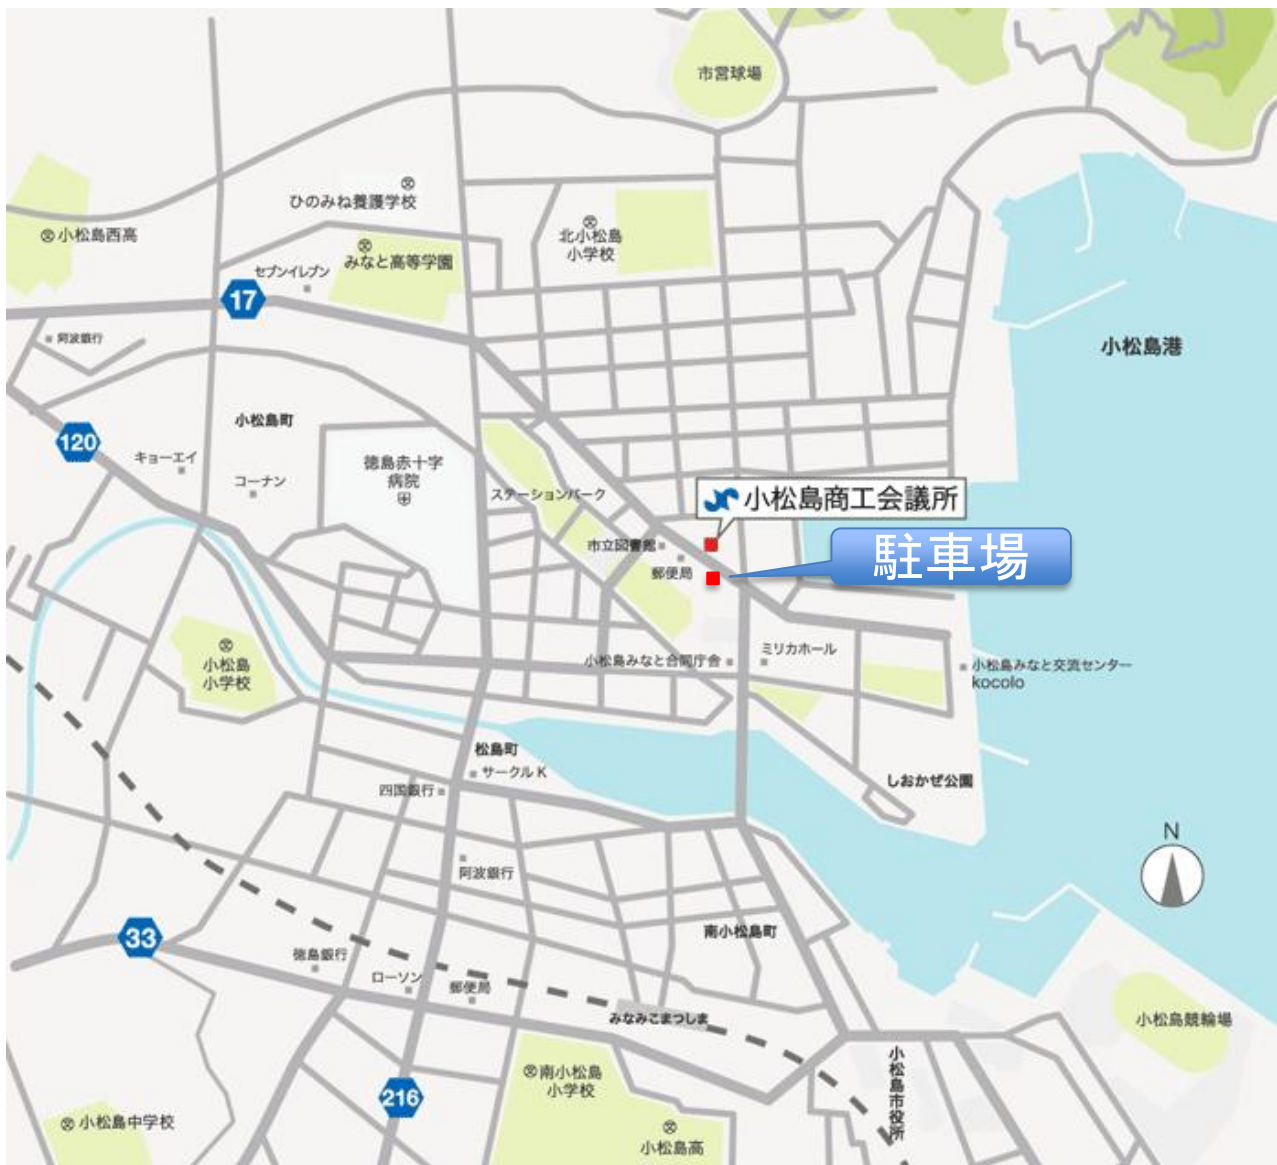 市営球場
ひのみね養護学校
小松島西高
北小松島
小学校
みなと高等学園
セブンイレブン
17
阿波銀行
小松島港
小松島町
120
キョーエイ
コーナン
徳島赤十字
病院
ステーションパーク
小松島商工会議所
市立図書館
郵便局
駐車場
小松島
小学校
小松島みなと合同庁舎
ミリカホール
小松島みなと交流センター
kocolo
松島町
サークルK
四国銀行
しおかぜ公園
N
阿波銀行
33
南小松島町
徳島銀行
ローソン
郵便局
みなみこまつしま
小松島競輪場
小松島市役所
南小松島
小学校
216
小松島中学校
小松島高